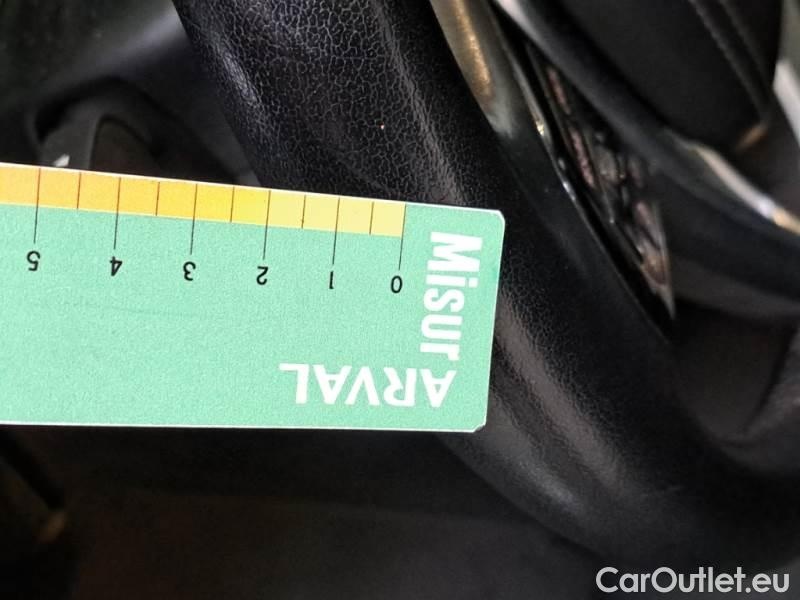 5 4 3 2 1 0
Misur
ARVAL
CarOutlet.eu